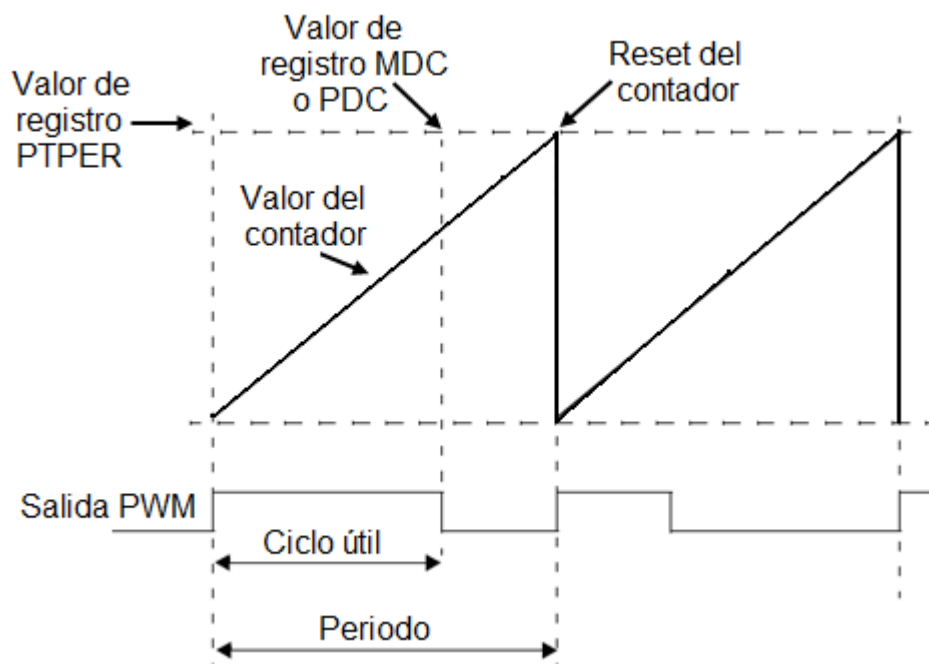 Valor de
registro MDC
o PDC
Reset del
contador
Valor de
registro
PTPER
Valor del
contador
Salida PWM
Ciclo útil
Periodo